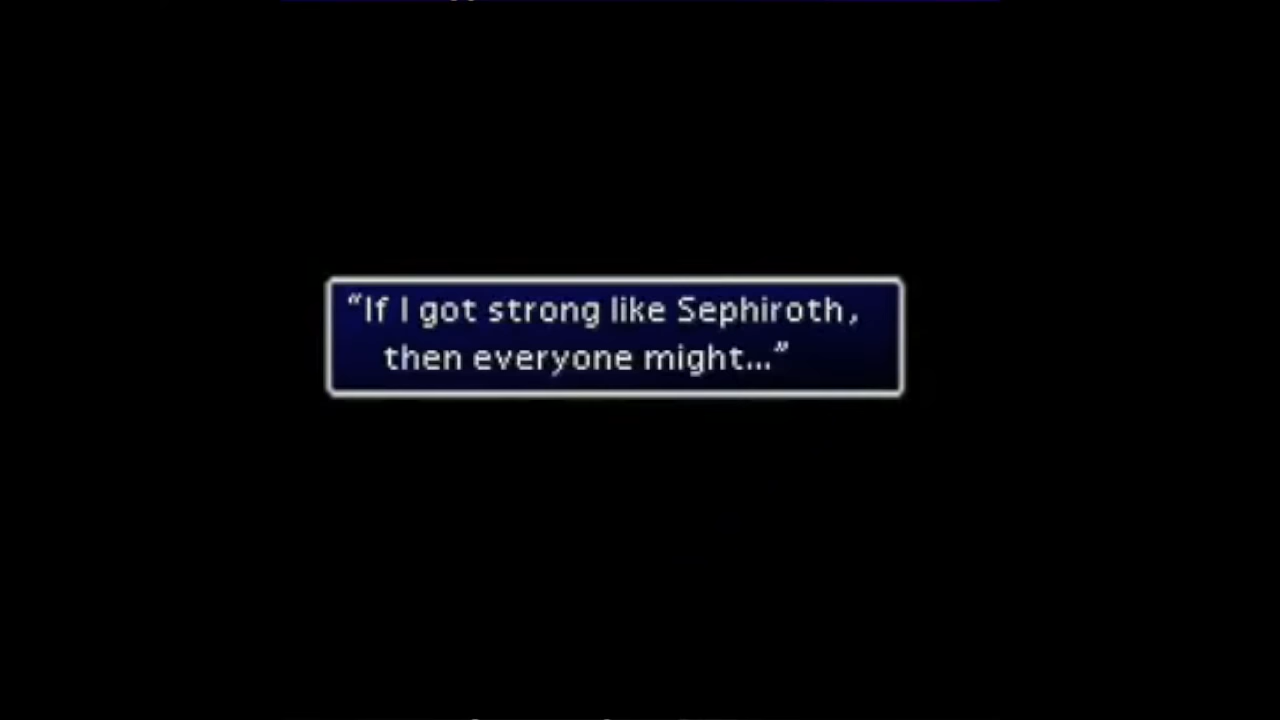 “If I got strong like Sephiroth,
then everyone might...”